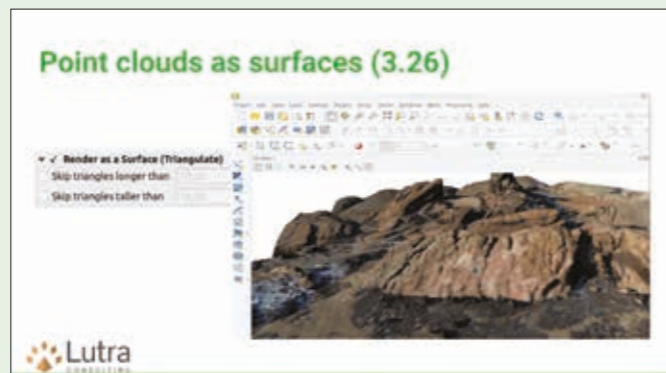 Point clouds as surfaces (3.26)
Render as a Surface (Triangulate)
Skip triangles longer than
Skip triangles taller than
Lutra
CONSULTING